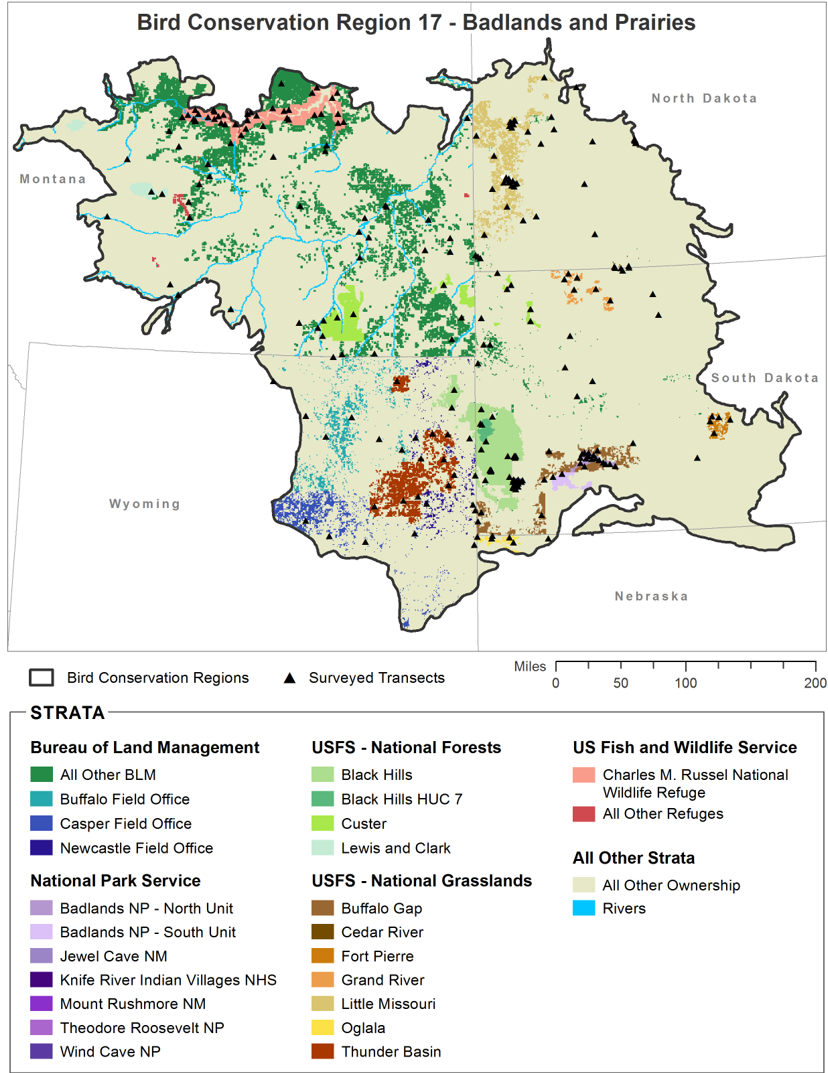 Bird Conservation Region 17 - Badlands and Prairies
North Dakota
Montana
South Dakota
Wyoming
Nebraska
Bird Conservation Regions
Surveyed Transects
Miles
0 50 100 200
STRATA
Bureau of Land Management
All Other BLM
Buffalo Field Office
Casper Field Office
Newcastle Field Office
National Park Service
Badlands NP - North Unit
Badlands NP - South Unit
Jewel Cave NM
Knife River Indian Villages NHS
Mount Rushmore NM
Theodore Roosevelt NP
Wind Cave NP
USFS - National Forests
Black Hills
Black Hills HUC 7
Custer
Lewis and Clark
USFS - National Grasslands
Buffalo Gap
Cedar River
Fort Pierre
Grand River
Little Missouri
Oglala
Thunder Basin
US Fish and Wildlife Service
Charles M. Russel National
Wildlife Refuge
All Other Refuges
All Other Strata
All Other Ownership
Rivers